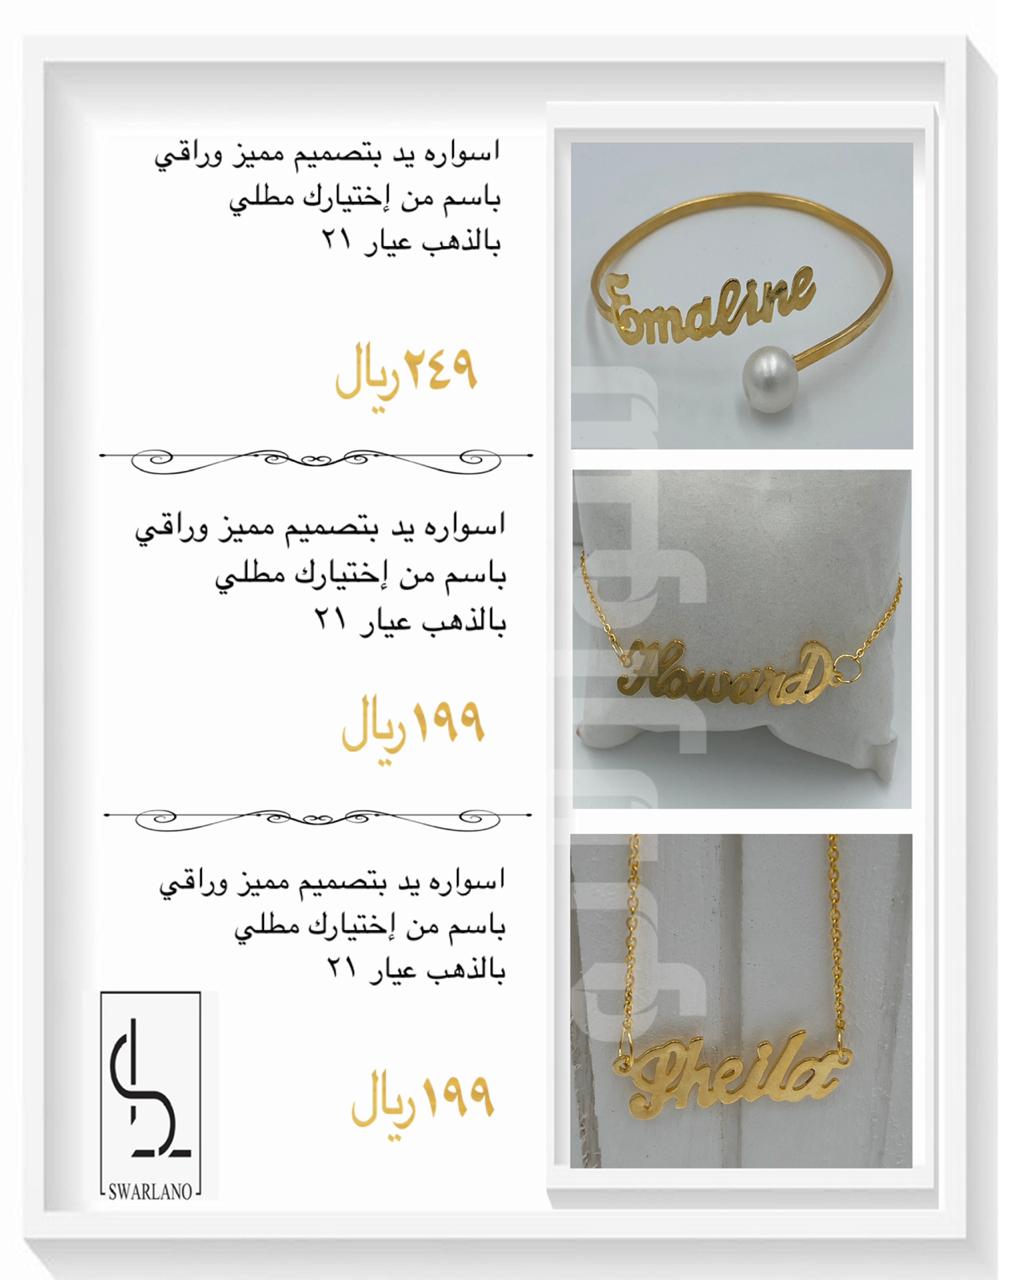 اسواره يد بتصميم مميز وراقي
باسم من إختيارك مطلي
بالذهب عيار ٢١
٢٤٩ريال
Emaline
اسواره يد بتصميم مميز وراقي
باسم من إختيارك مطلي
بالذهب عيار ٢١
١٩٩ريال
HowarD
اسواره يد بتصميم مميز وراقي
باسم من إختيارك مطلي
بالذهب عيار ٢١
١٩٩ريال
Sheila
SWARLANO